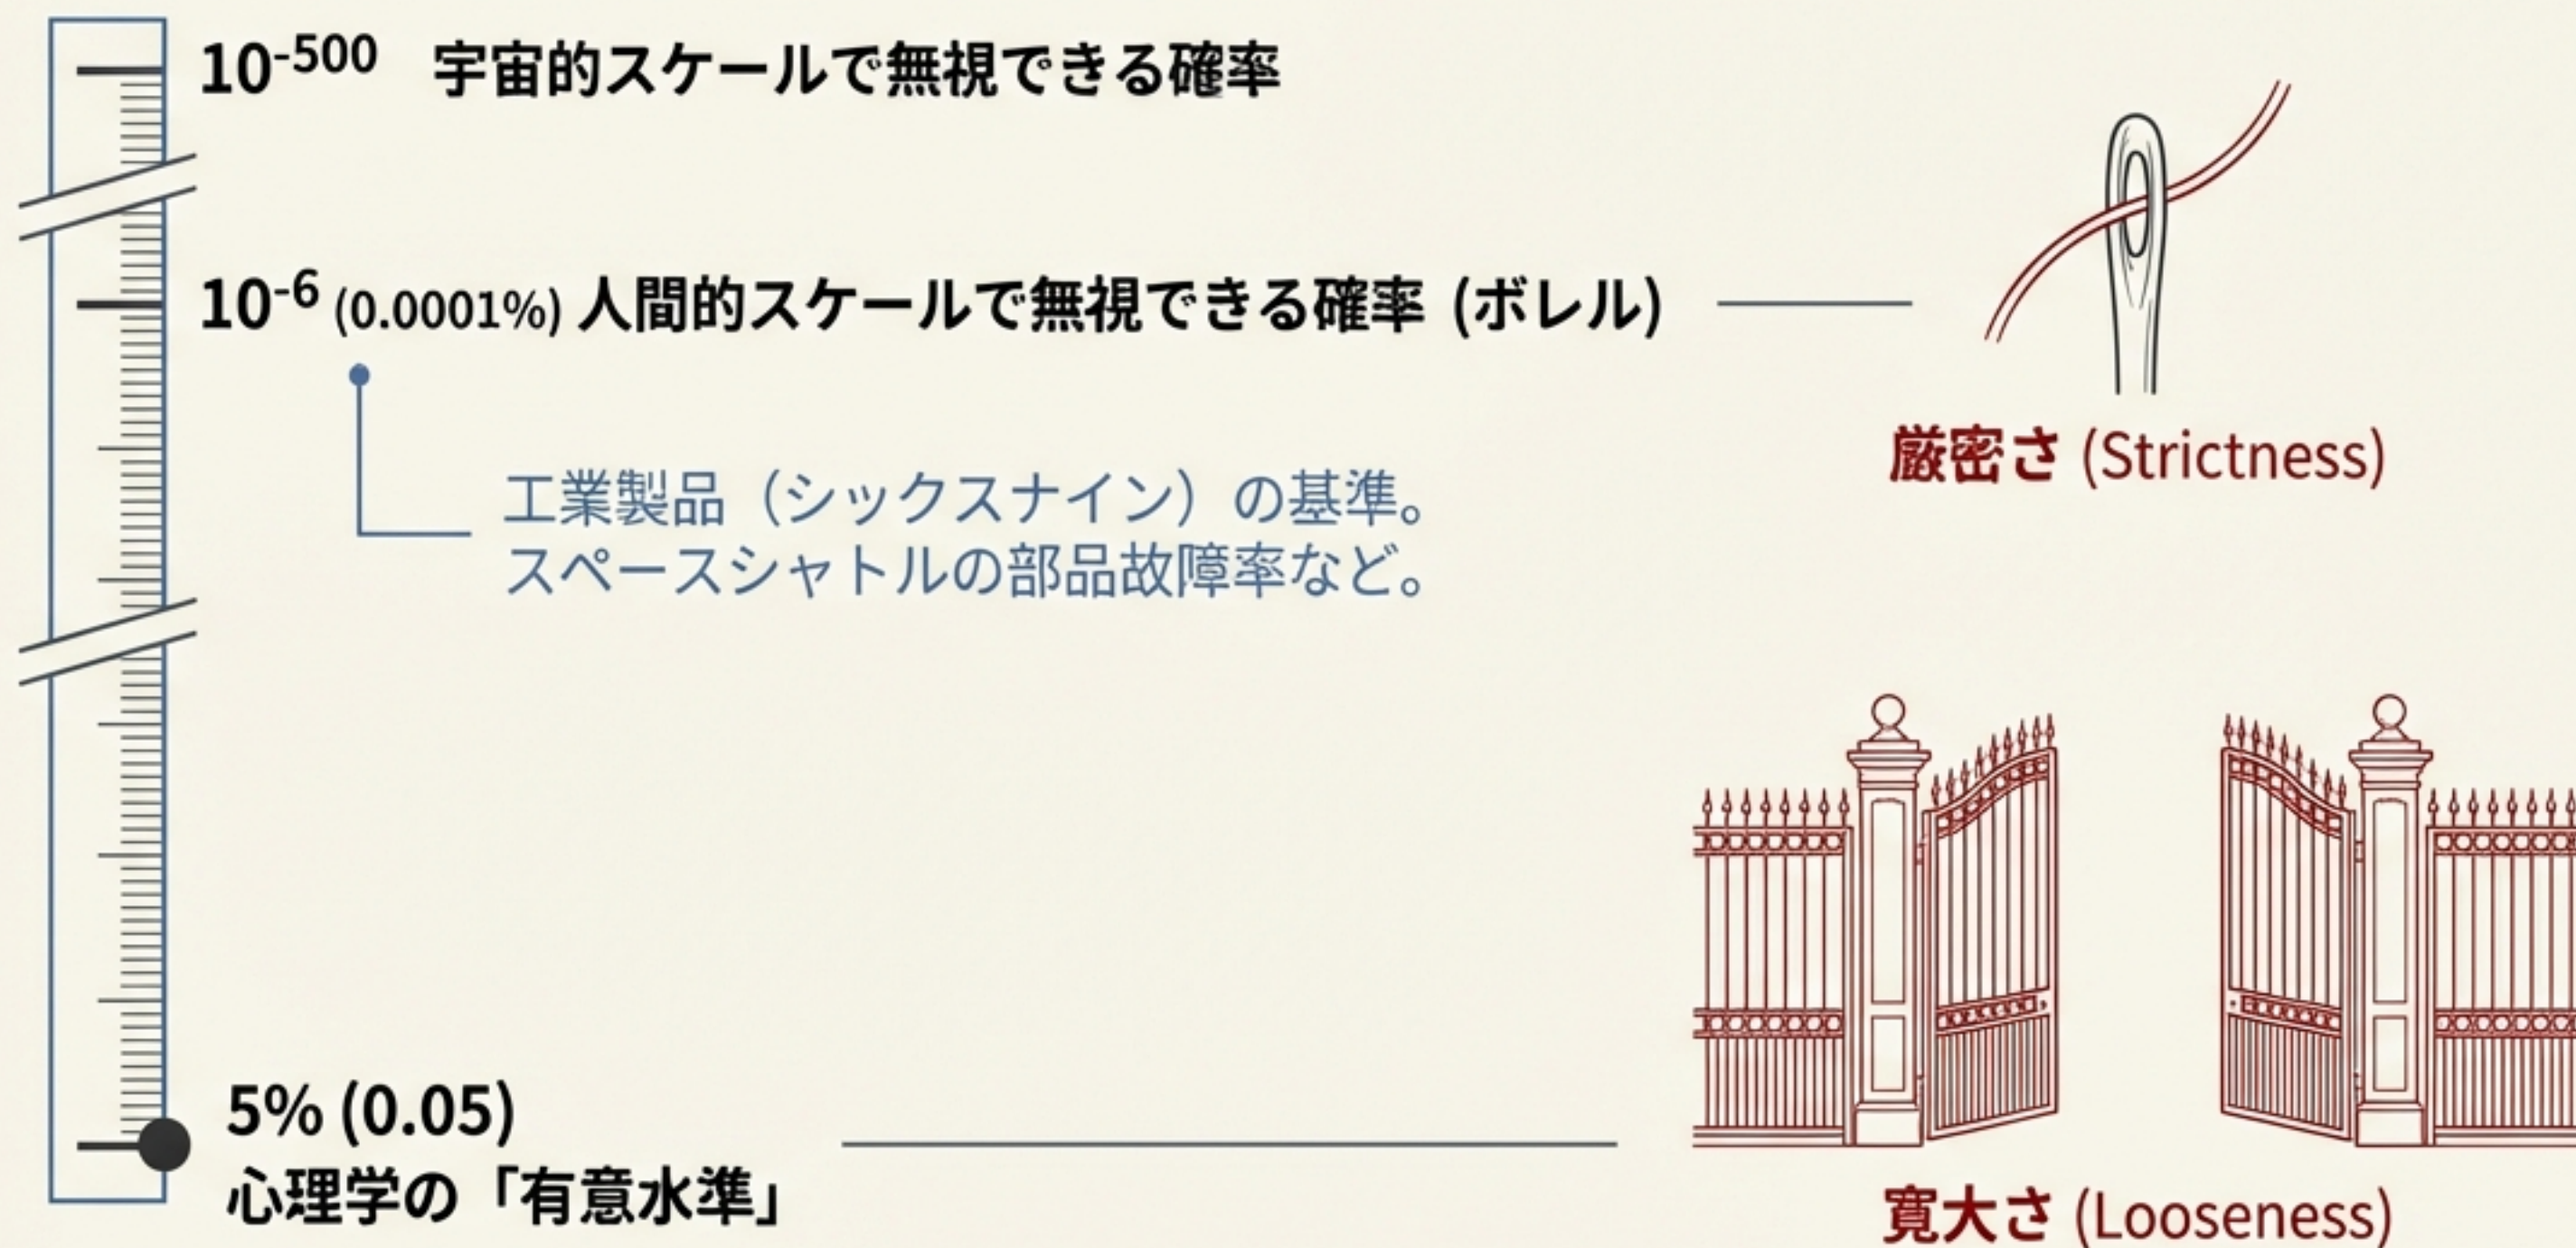 10-500 宇宙的スケールで無視できる確率
10-6 (0.0001%) 人間的スケールで無視できる確率 (ボレル)
工業製品（シックスナイン）の基準。
スペースシャトルの部品故障率など。
厳密さ (Strictness)
5% (0.05)
心理学の「有意水準」
寛大さ (Looseness)